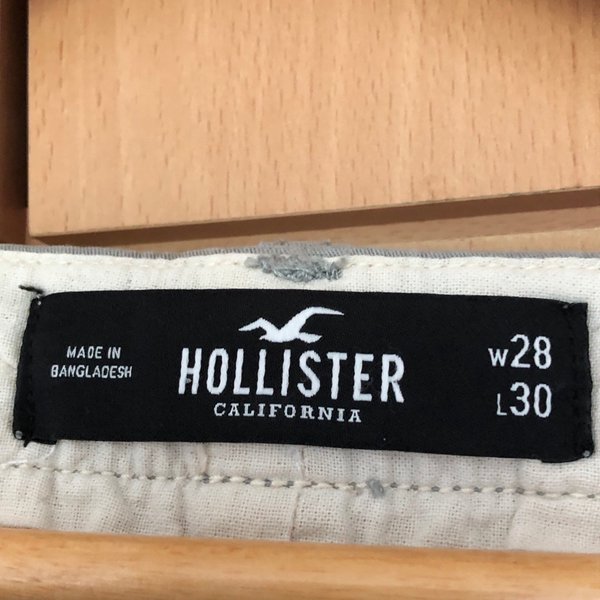 MADE IN
BANGLADESH
HOLLISTER
CALIFORNIA
W28
L30